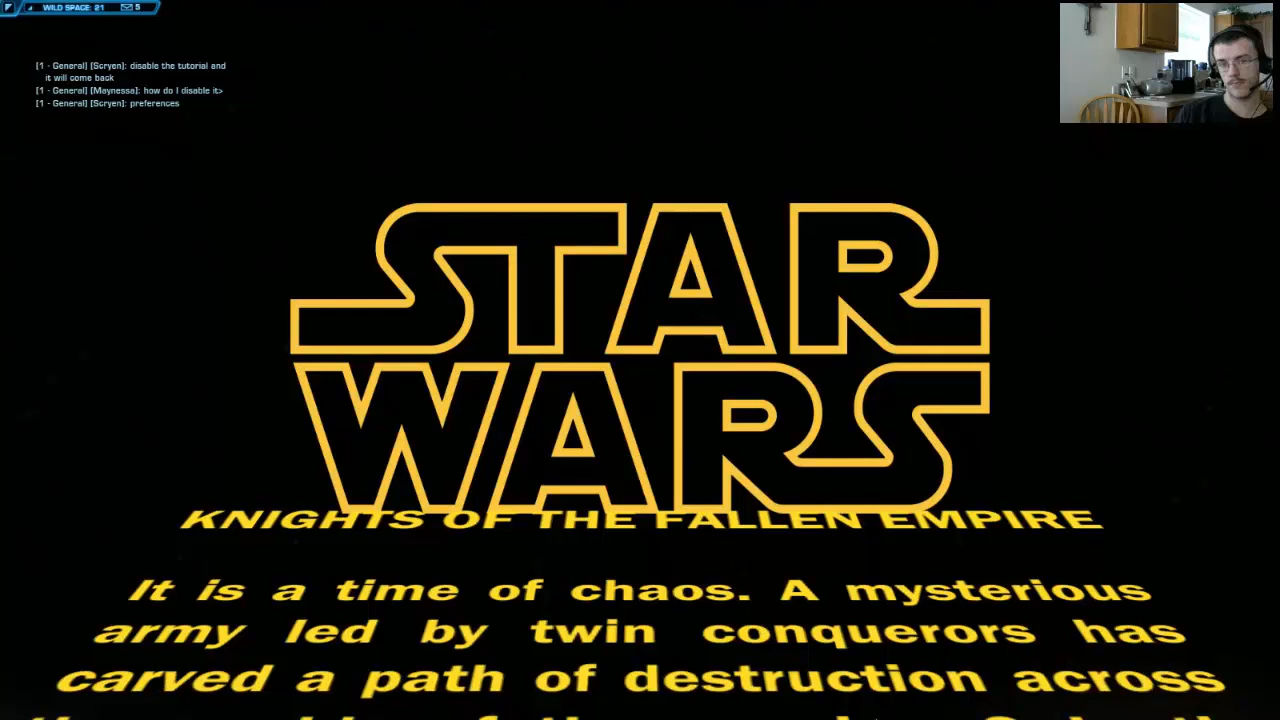 WILD SPACE: 21 5
[1 - General] [Scryen]: disable the tutorial and
it will come back
[1 - General] [Maynessa]: how do I disable it>
[1 - General] [Scryen]: preferences
STAR
WARS
KNIGHTS OF THE FALLEN EMPIRE
It is a time of chaos. A mysterious
army led by twin conquerors has
carved a path of destruction across